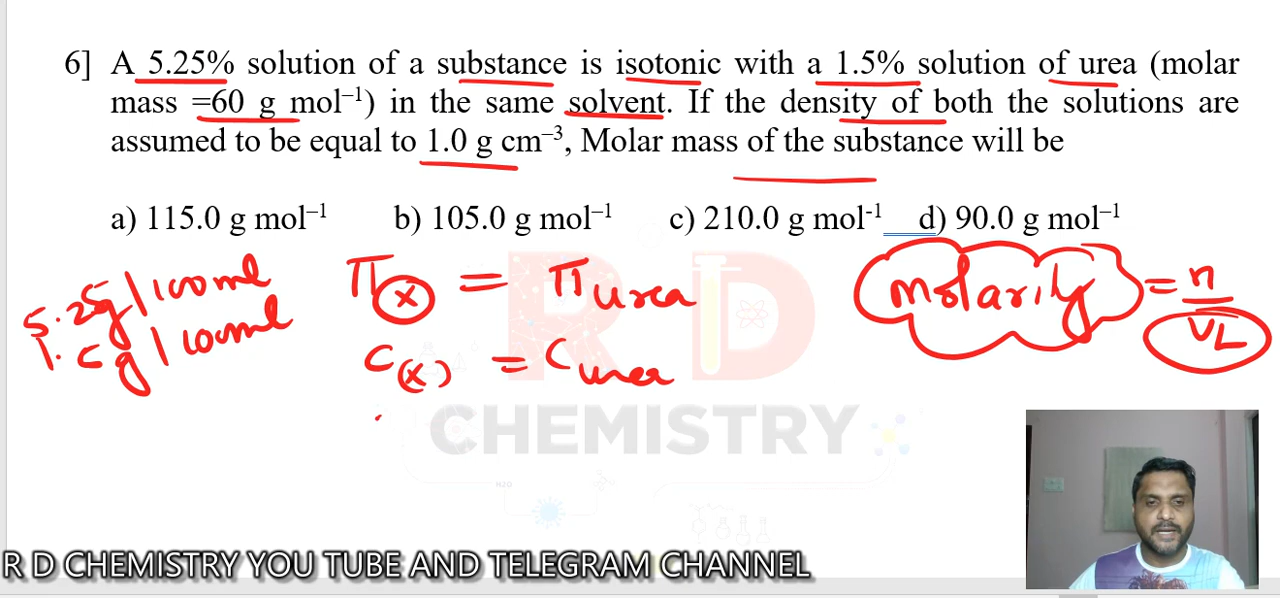 6] A 5.25% solution of a substance is isotonic with a 1.5% solution of urea (molar
mass =60 g mol⁻¹) in the same solvent. If the density of both the solutions are
assumed to be equal to 1.0 g cm⁻³, Molar mass of the substance will be
a) 115.0 g mol⁻¹ b) 105.0 g mol⁻¹ c) 210.0 g mol⁻¹ d) 90.0 g mol⁻¹
5.25g/100ml
1.5g/100ml
π(x) = π urea
C(x) = C urea
molarity = n/VL
R D
CHEMISTRY
H2O
R D CHEMISTRY YOU TUBE AND TELEGRAM CHANNEL